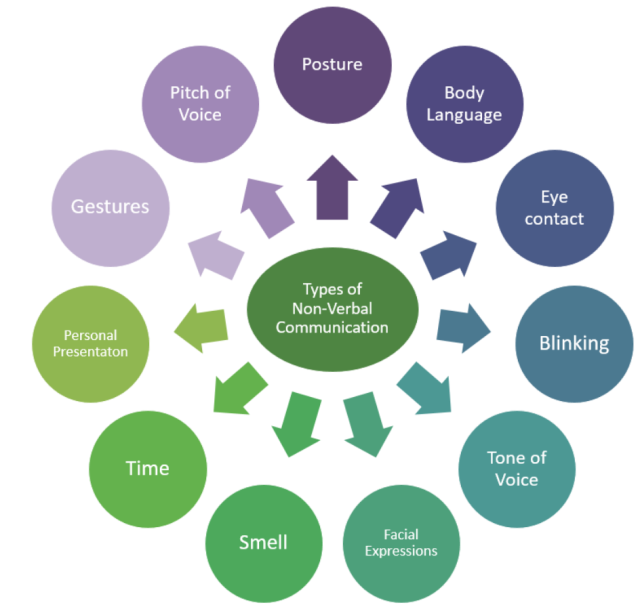 Posture
Body
Language
Eye
contact
Blinking
Tone of
Voice
Facial
Expressions
Smell
Time
Personal
Presentaton
Gestures
Pitch of
Voice
Types of
Non-Verbal
Communication